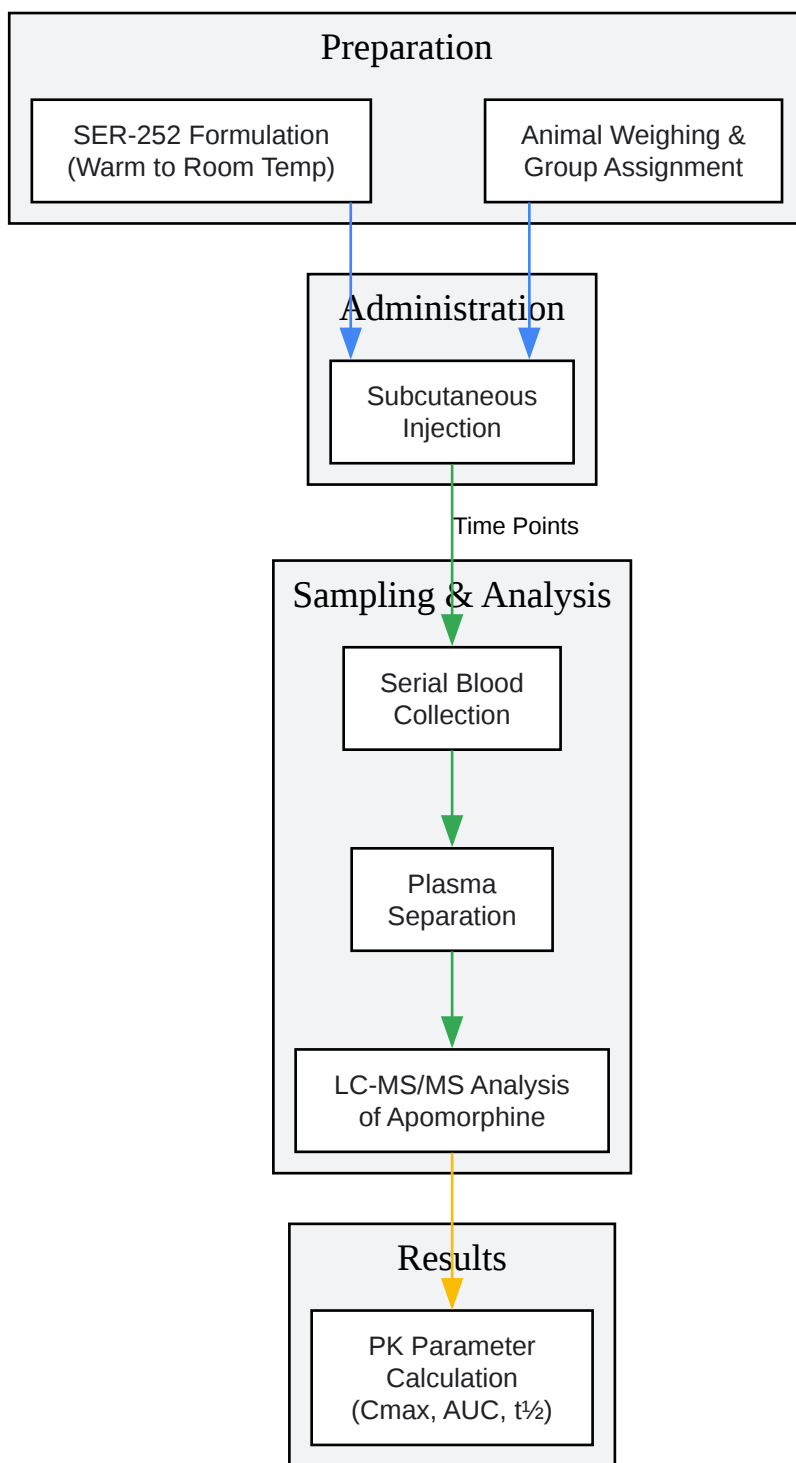 Preparation
SER-252 Formulation
(Warm to Room Temp)
Animal Weighing &
Group Assignment
Administration
Subcutaneous
Injection
Time Points
Sampling & Analysis
Serial Blood
Collection
Plasma
Separation
LC-MS/MS Analysis
of Apomorphine
Results
PK Parameter
Calculation
(Cmax, AUC, t½)